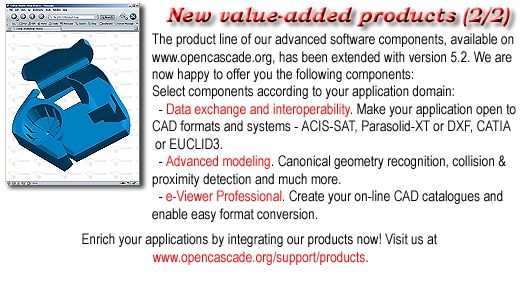 New value-added products (2/2)
The product line of our advanced software components, available on
www.opencascade.org, has been extended with version 5.2. We are
now happy to offer you the following components:
Select components according to your application domain:
- Data exchange and interoperability. Make your application open to
CAD formats and systems - ACIS-SAT, Parasolid-XT or DXF, CATIA
or EUCLID3.
- Advanced modeling. Canonical geometry recognition, collision &
proximity detection and much more.
- e-Viewer Professional. Create your on-line CAD catalogues and
enable easy format conversion.
Enrich your applications by integrating our products now! Visit us at
www.opencascade.org/support/products.